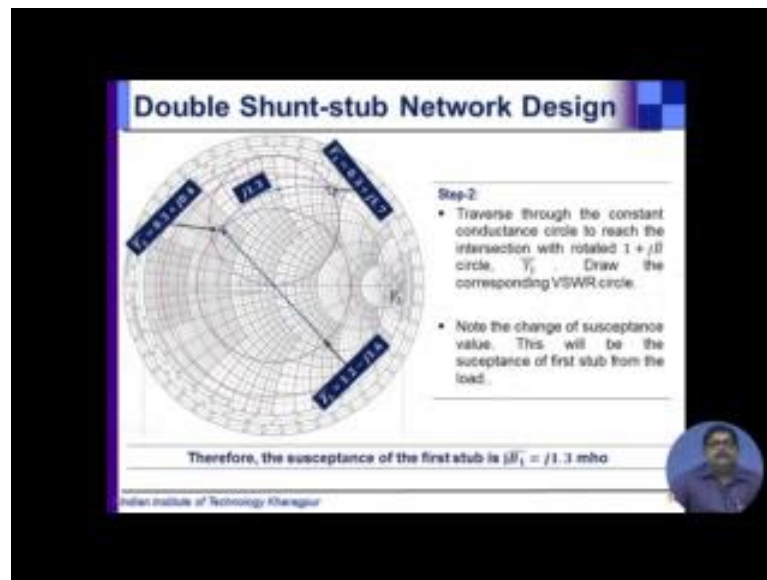 Double Shunt-stub Network Design
j1.3
Step-2:
• Traverse through the constant
conductance circle to reach the
intersection with rotated 1 + jB
circle, Draw the
corresponding VSWR circle.
• Note the change of susceptance
value. This will be the
suceptance of first stub from the
load.
Therefore, the susceptance of the first stub is jB₁ = j1.3 mho
Indian Institute of Technology Kharagpur